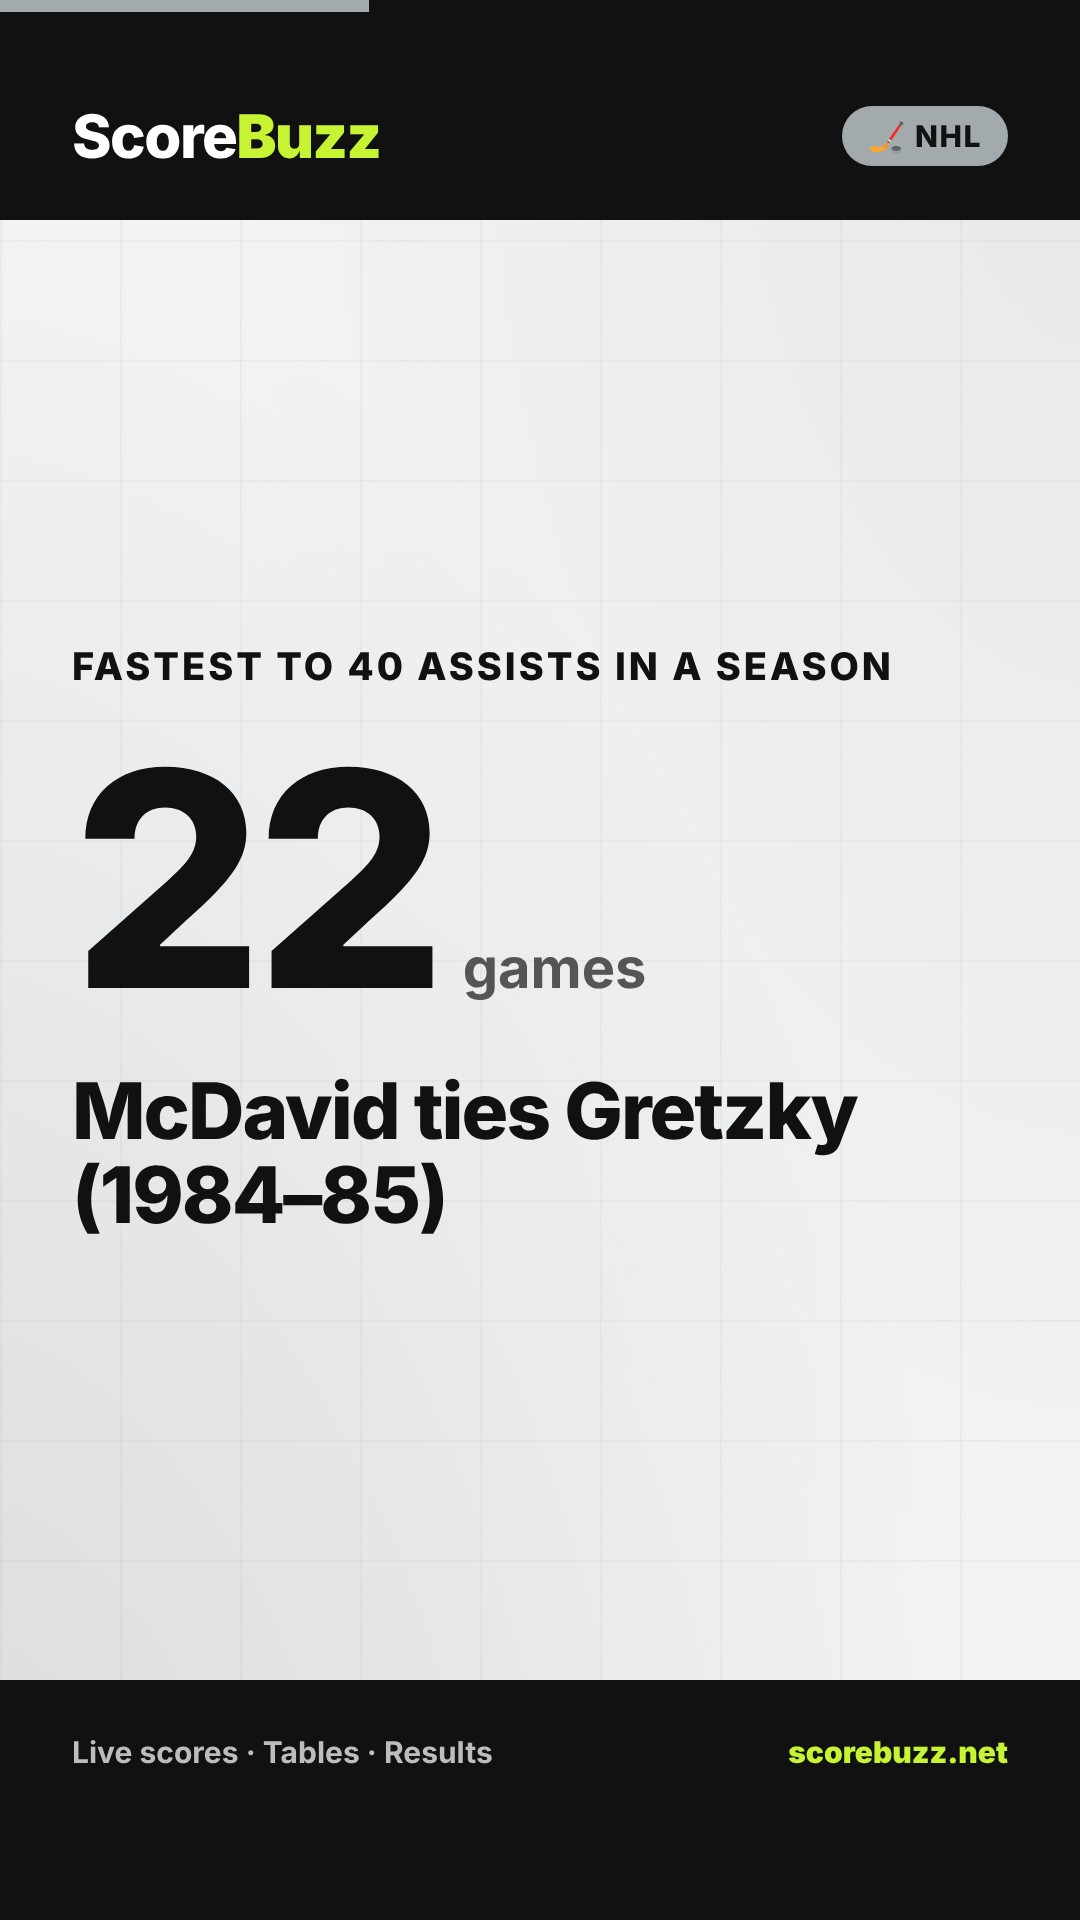 ScoreBuzz
🏒 NHL
FASTEST TO 40 ASSISTS IN A SEASON
22 games
McDavid ties Gretzky
(1984–85)
Live scores · Tables · Results
scorebuzz.net